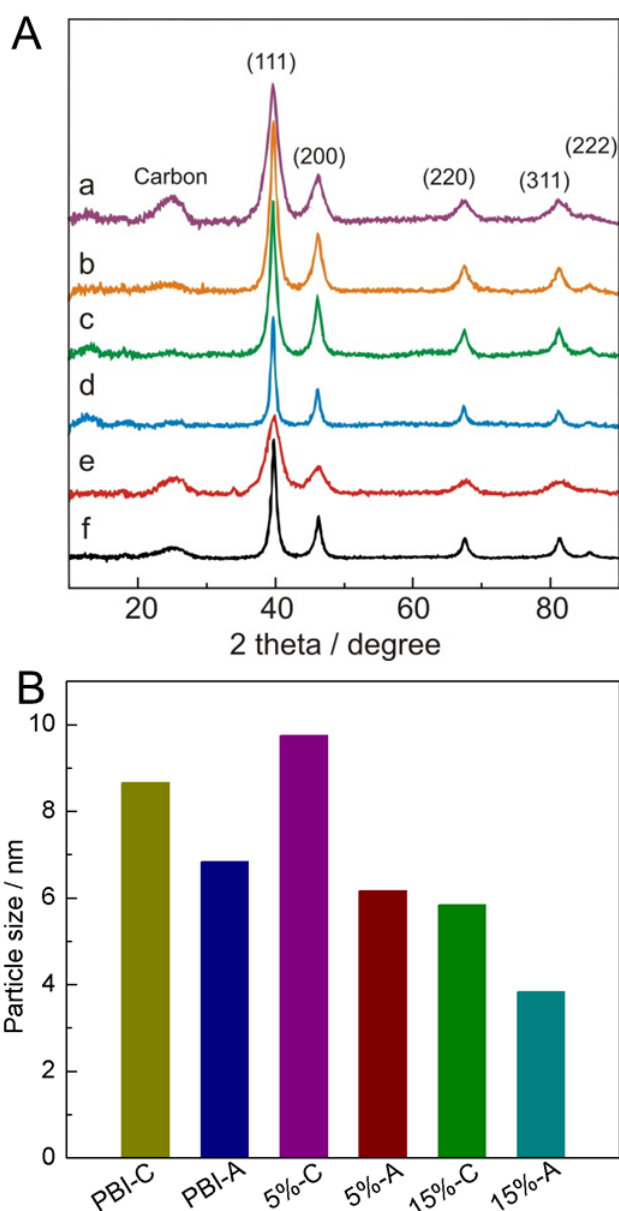 A
(111)
(200)
(222)
Carbon
(220)
(311)
a
b
c
d
e
f
20
40
60
80
2 theta / degree
B
10
8
6
4
2
0
Particle size / nm
PBI-C
PBI-A
5%-C
5%-A
15%-C
15%-A